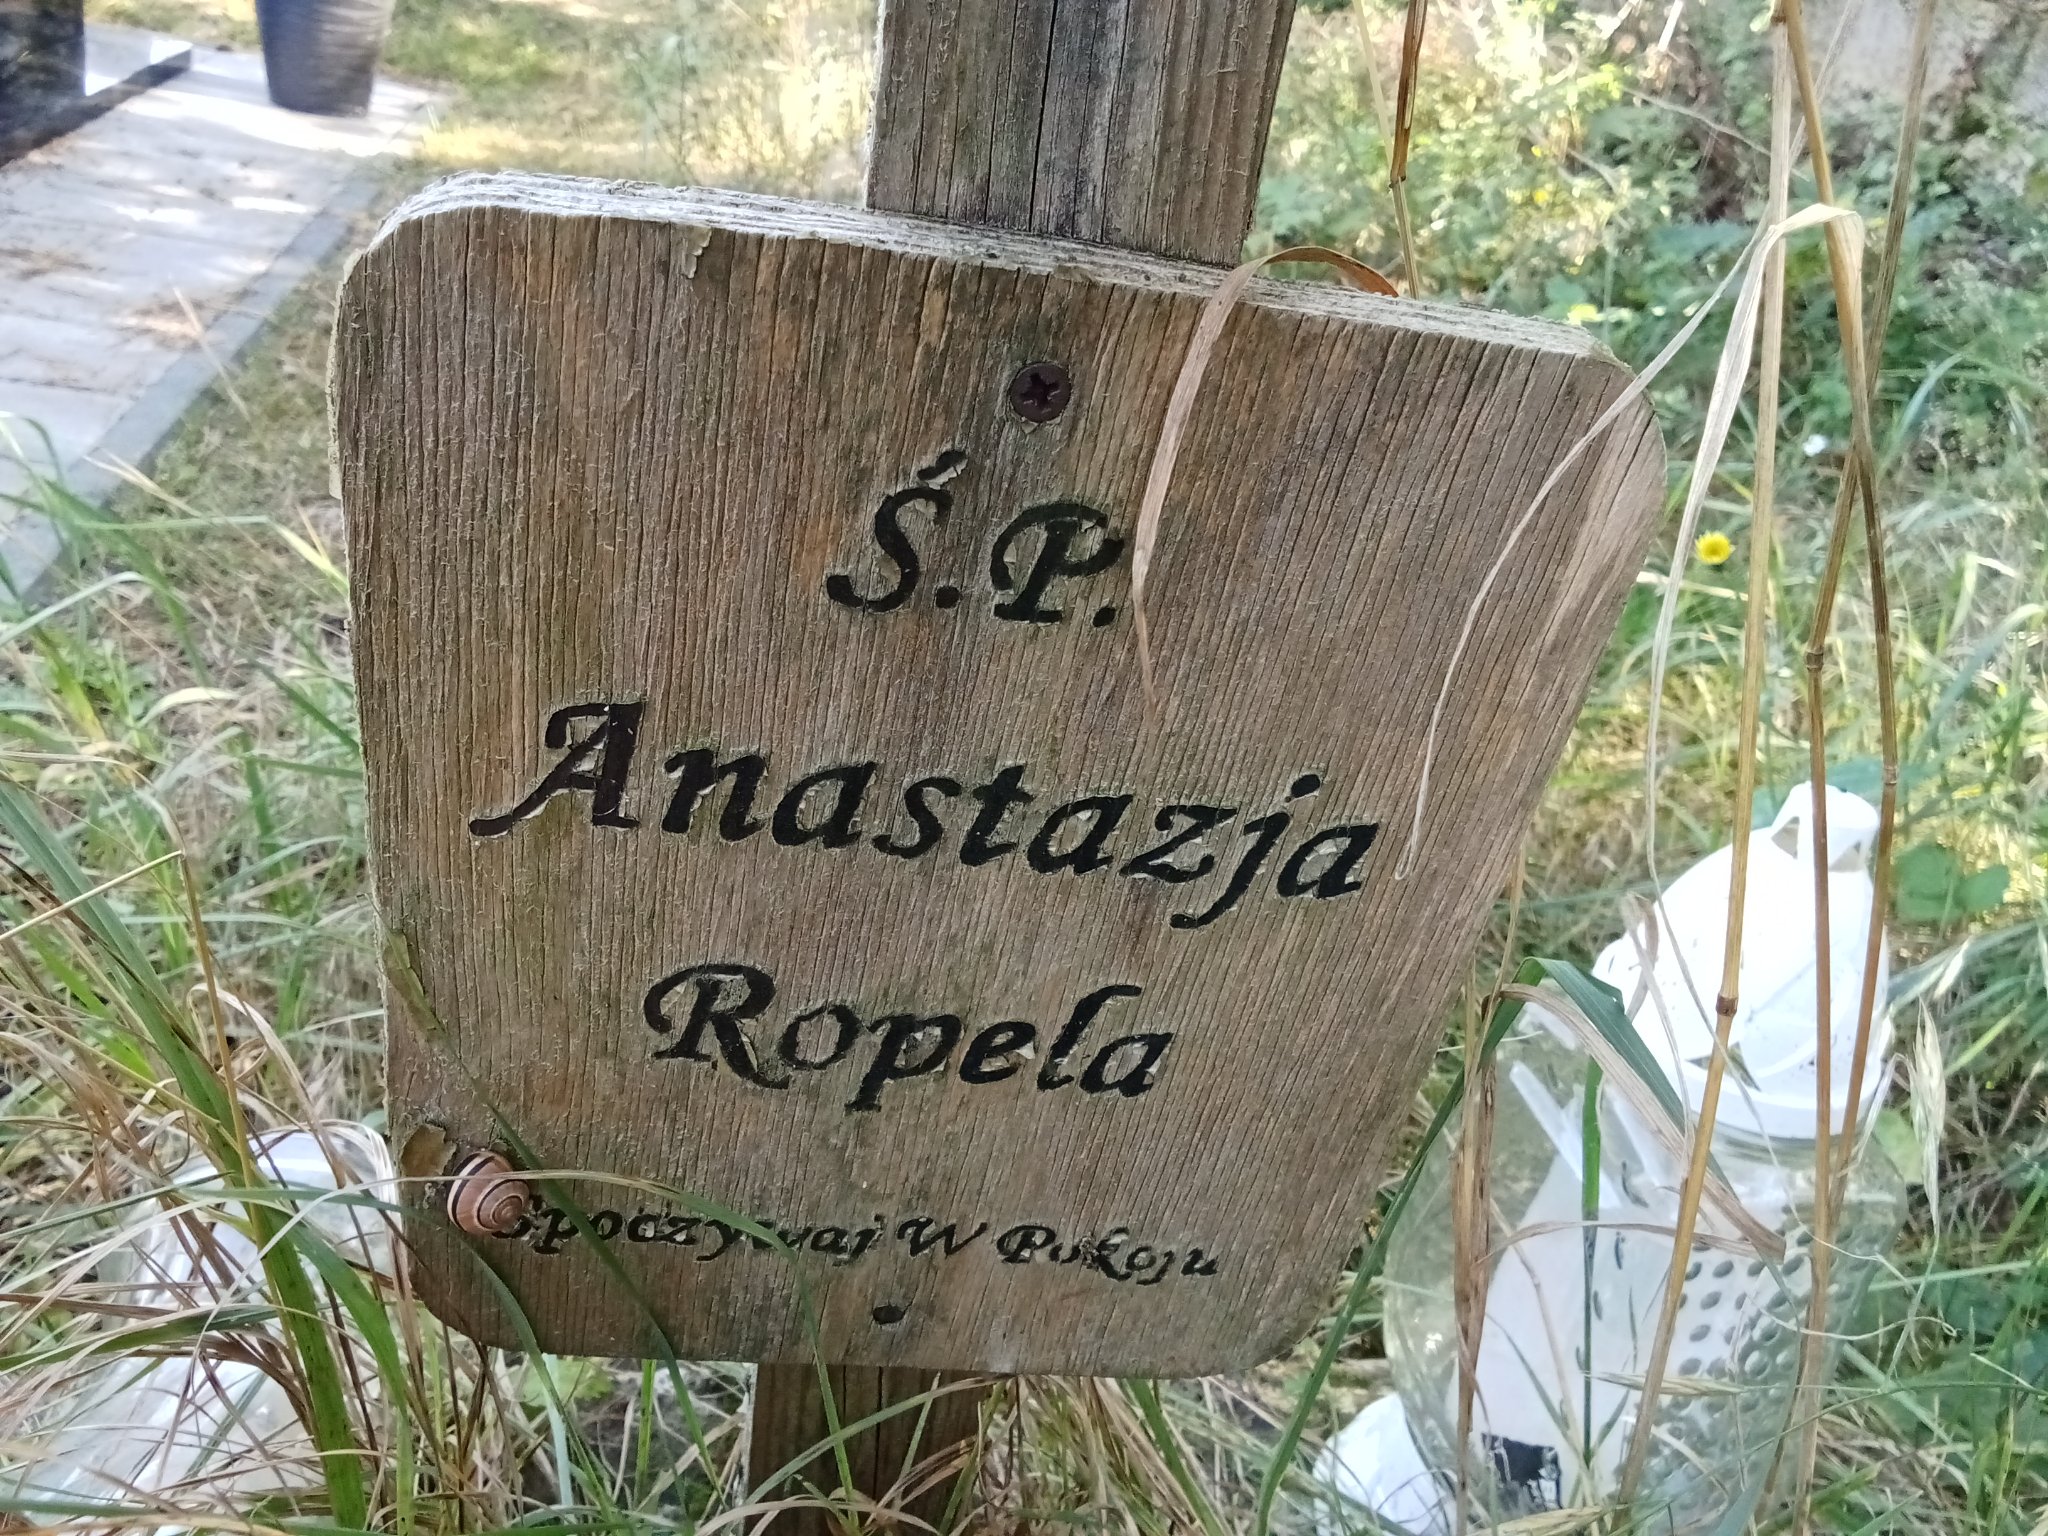 Ś.P.
Anastazja
Ropela
Spoczywaj W Pokoju